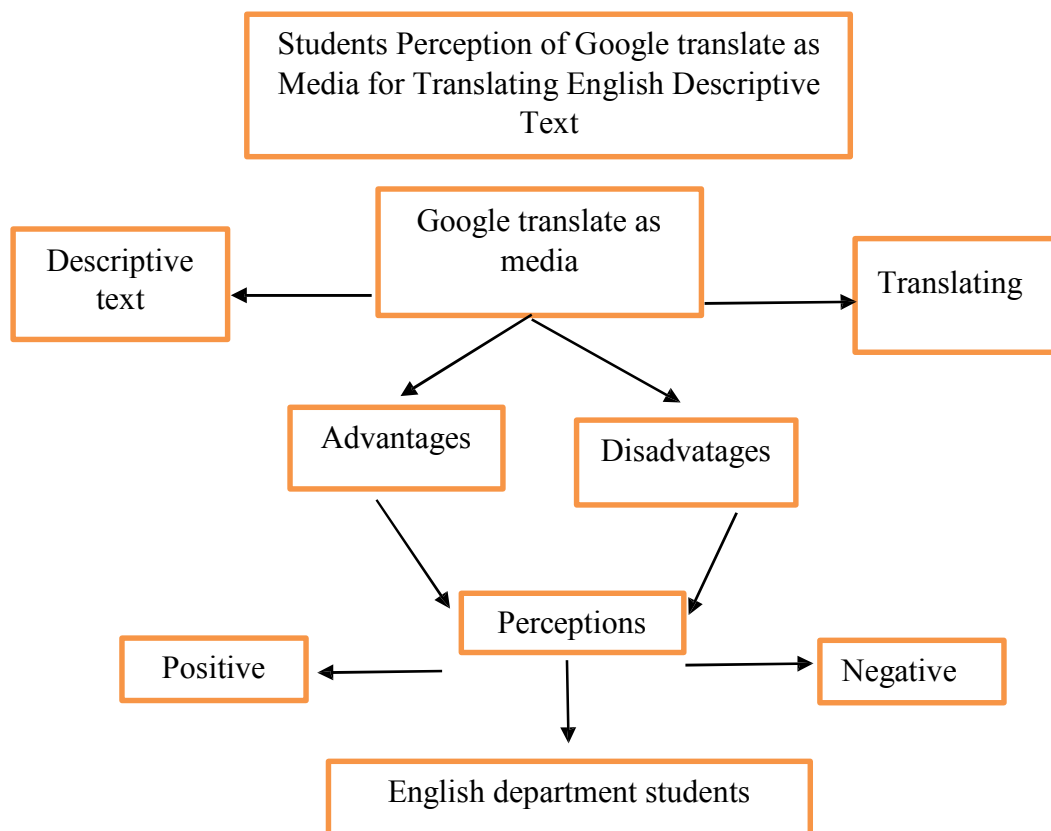 Students Perception of Google translate as
Media for Translating English Descriptive
Text
Google translate as
media
Descriptive
text
Translating
Advantages
Disadvatages
Perceptions
Positive
Negative
English department students